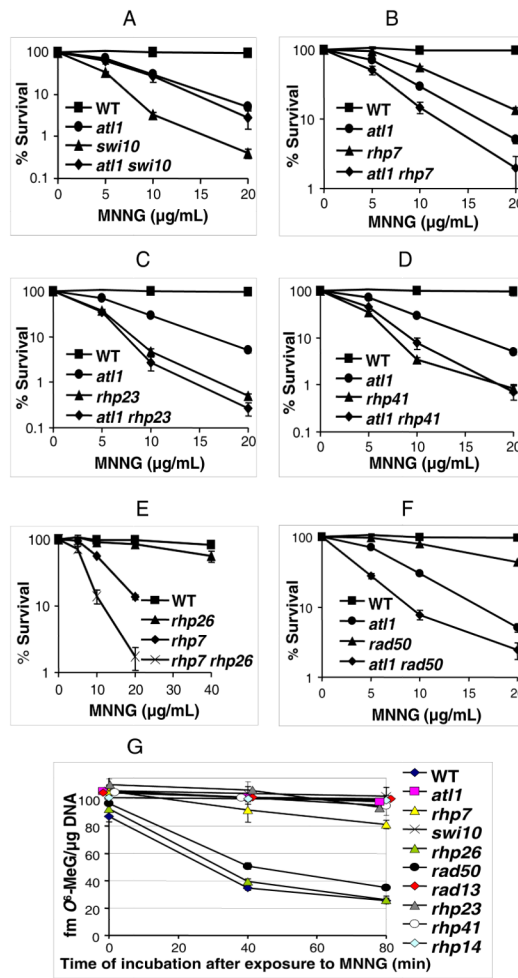 A
% Survival
100
10
1
0.1
WT
atl1
swi10
atl1 swi10
0 5 10 15 20
MNNG (µg/mL)
B
% Survival
100
10
1
WT
atl1
rhp7
atl1 rhp7
0 5 10 15 20
MNNG (µg/mL)
C
% Survival
100
10
1
0.1
WT
atl1
rhp23
atl1 rhp23
0 5 10 15 20
MNNG (µg/mL)
D
% Survival
100
10
1
0.1
WT
atl1
rhp41
atl1 rhp41
0 5 10 15 20
MNNG (µg/mL)
E
% Survival
100
10
1
WT
rhp26
rhp7
rhp7 rhp26
0 10 20 30 40
MNNG (µg/mL)
F
% Survival
100
10
1
WT
atl1
rad50
atl1 rad50
0 5 10 15 20
MNNG (µg/mL)
G
fm O⁶-MeG/µg DNA
100
80
60
40
20
0
0 20 40 60 80
Time of incubation after exposure to MNNG (min)
WT
atl1
rhp7
swi10
rhp26
rad50
rad13
rhp23
rhp41
rhp14